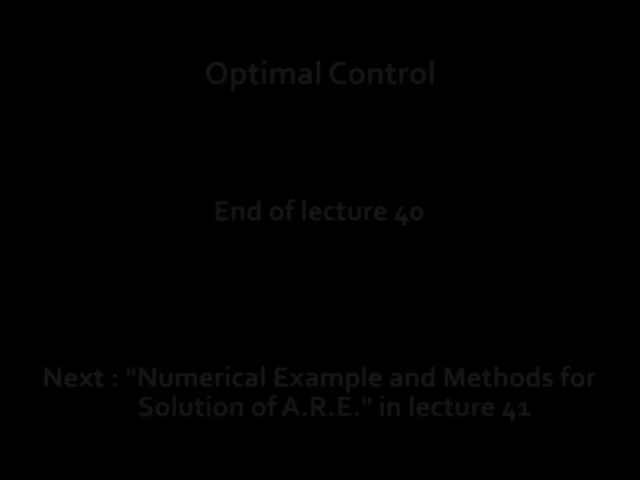 Optimal Control
End of lecture 40
Next : "Numerical Example and Methods for
Solution of A.R.E." in lecture 41